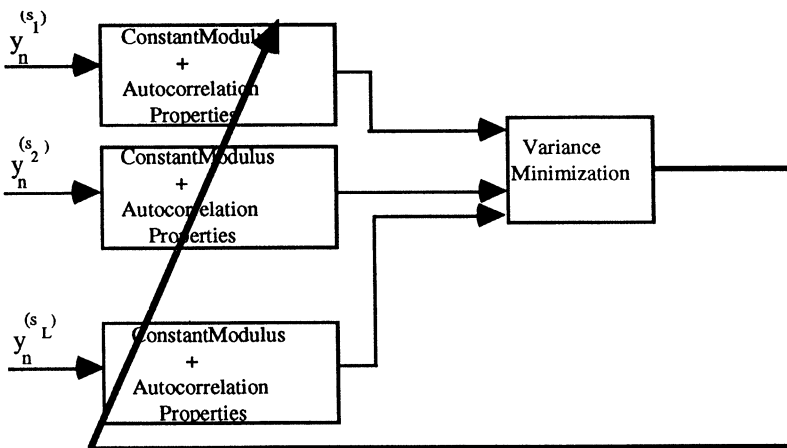 y_n^(s_1)
ConstantModulus
+
Autocorrelation
Properties
y_n^(s_2)
ConstantModulus
+
Autocorrelation
Properties
Variance
Minimization
y_n^(s_L)
ConstantModulus
+
Autocorrelation
Properties